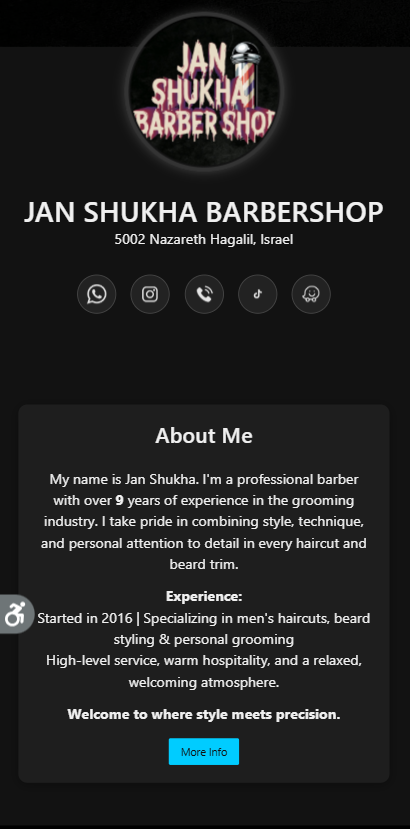 JAN
SHUKHA
BARBER SHOP
JAN SHUKHA BARBERSHOP
5002 Nazareth Hagalil, Israel
About Me
My name is Jan Shukha. I'm a professional barber
with over 9 years of experience in the grooming
industry. I take pride in combining style, technique,
and personal attention to detail in every haircut and
beard trim.
Experience:
Started in 2016 | Specializing in men's haircuts, beard
styling & personal grooming
High-level service, warm hospitality, and a relaxed,
welcoming atmosphere.
Welcome to where style meets precision.
More Info